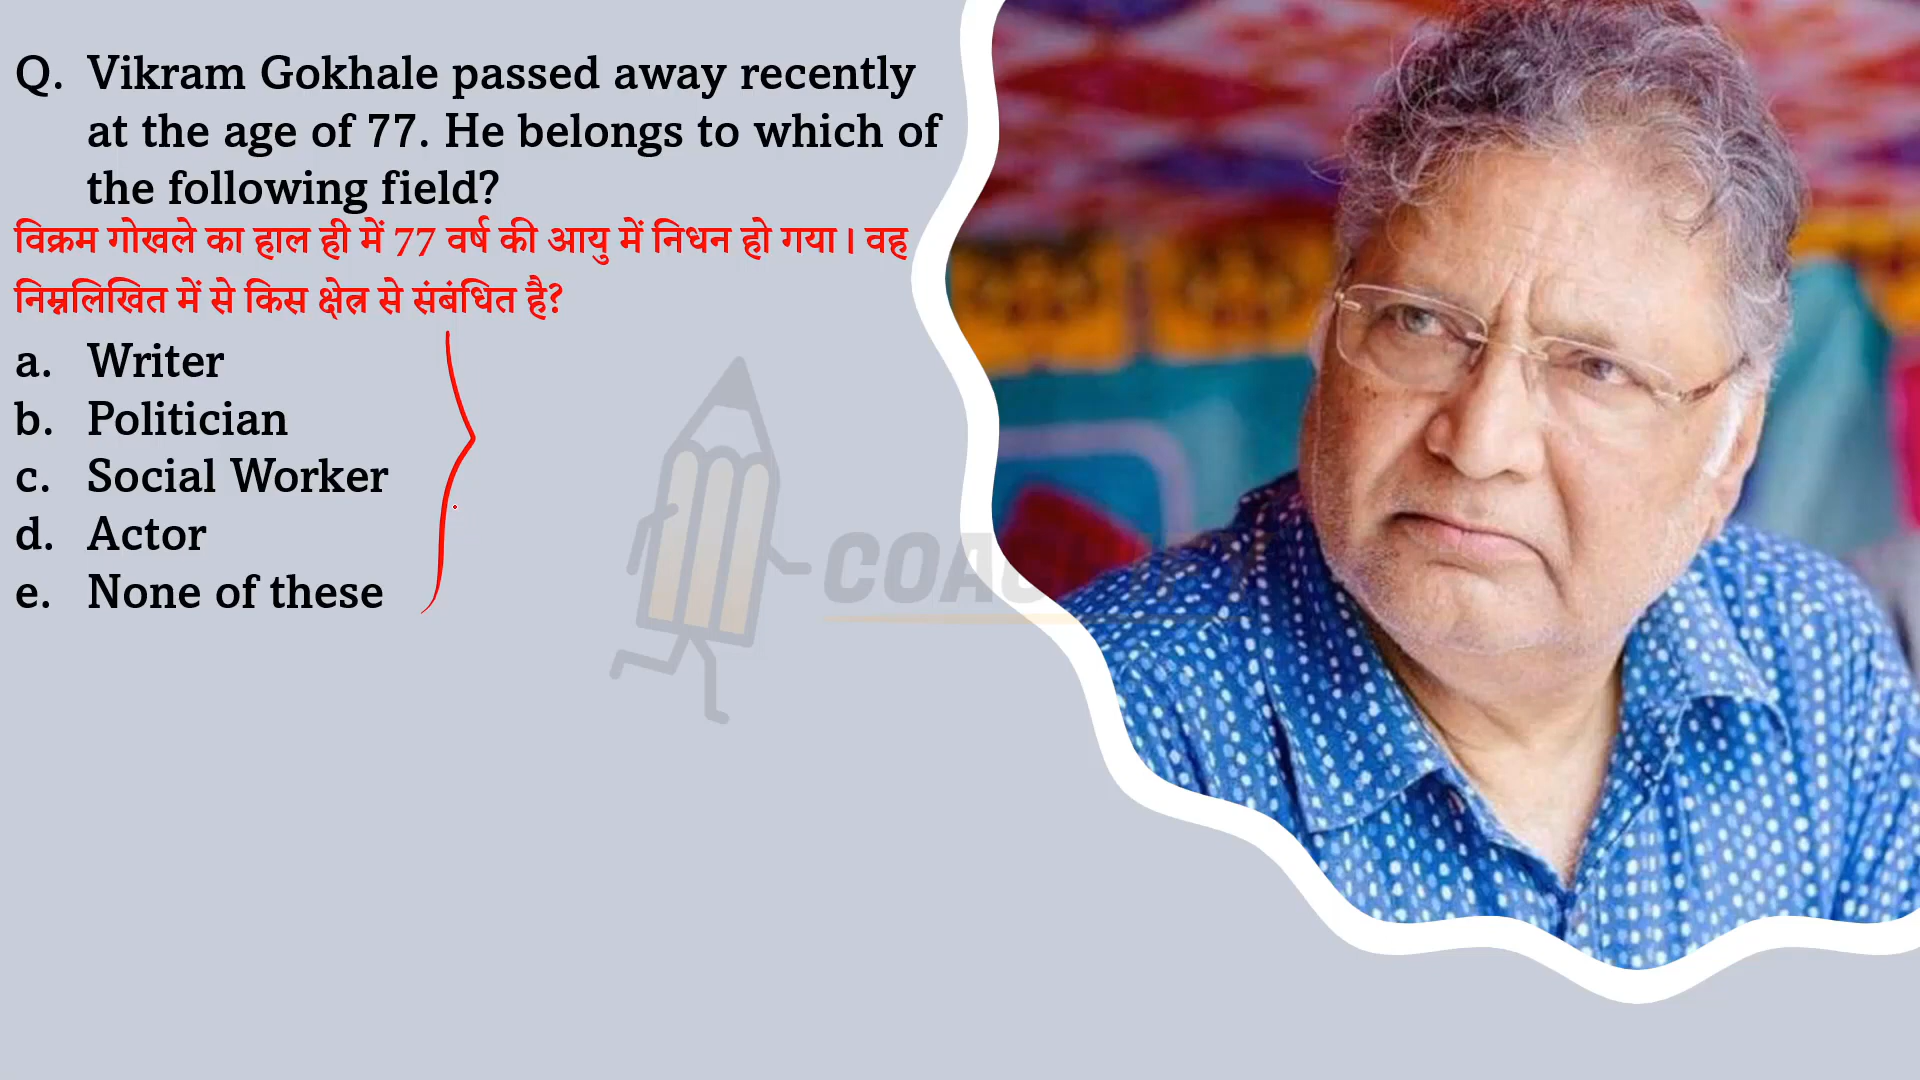 Q. Vikram Gokhale passed away recently
at the age of 77. He belongs to which of
the following field?
विक्रम गोखले का हाल ही में 77 वर्ष की आयु में निधन हो गया। वह
निम्नलिखित में से किस क्षेत्र से संबंधित है?
a. Writer
b. Politician
c. Social Worker
d. Actor
e. None of these